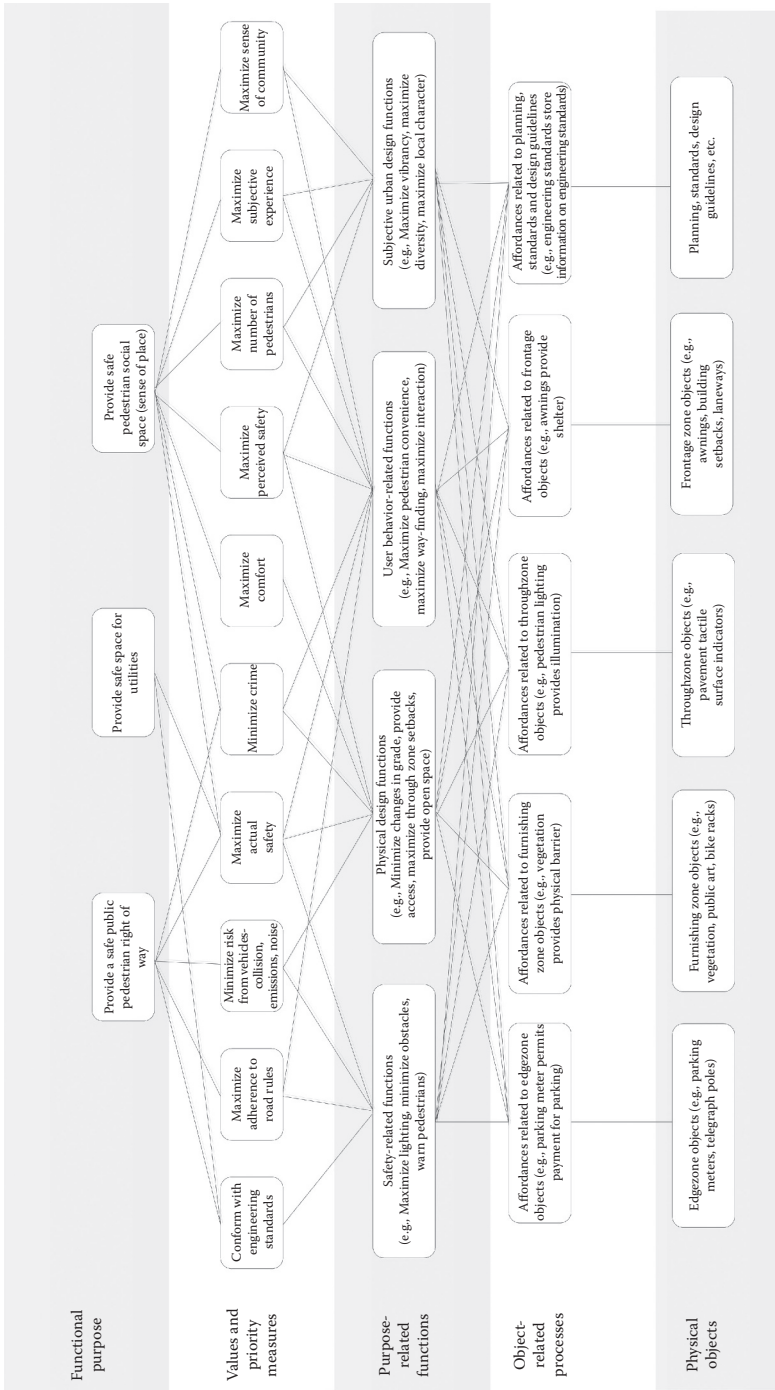 Functional
purpose
Provide a safe public
pedestrian right of
way
Provide safe space for
utilities
Provide safe
pedestrian social
space (sense of place)
Values and
priority
measures
Conform with
engineering
standards
Maximize
adherence to
road rules
Minimize risk
from vehicles-
collision,
emissions, noise
Maximize
actual
safety
Minimize crime
Maximize
comfort
Maximize
perceived safety
Maximize
number of
pedestrians
Maximize
subjective
experience
Maximize sense
of community
Purpose-
related
functions
Safety-related functions
(e.g., Maximize lighting, minimize obstacles,
warn pedestrians)
Physical design functions
(e.g., Minimize changes in grade, provide
access, maximize through zone setbacks,
provide open space)
User behavior-related functions
(e.g., Maximize pedestrian convenience,
maximize way-finding, maximize interaction)
Subjective urban design functions
(e.g., Maximize vibrancy, maximize
diversity, maximize local character)
Object-
related
processes
Affordances related to edgezone
objects (e.g., parking meter permits
payment for parking)
Affordances related to furnishing
zone objects (e.g., vegetation
provides physical barrier)
Affordances related to throughzone
objects (e.g., pedestrian lighting
provides illumination)
Affordances related to frontage
objects (e.g., awnings provide
shelter)
Affordances related to planning,
standards and design guidelines
(e.g., engineering standards store
information on engineering standards)
Physical
objects
Edgezone objects (e.g., parking
meters, telegraph poles)
Furnishing zone objects (e.g.,
vegetation, public art, bike racks)
Throughzone objects (e.g.,
pavement tactile
surface indicators)
Frontage zone objects (e.g.,
awnings, building
setbacks, laneways)
Planning, standards, design
guidelines, etc.